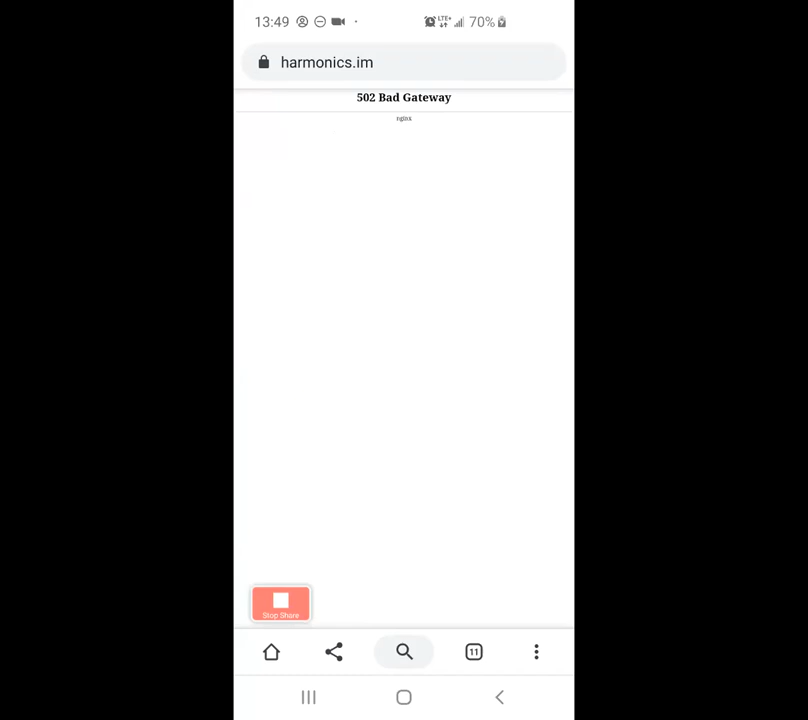 13:49
70%
harmonics.im
502 Bad Gateway
nginx
Stop Share
11